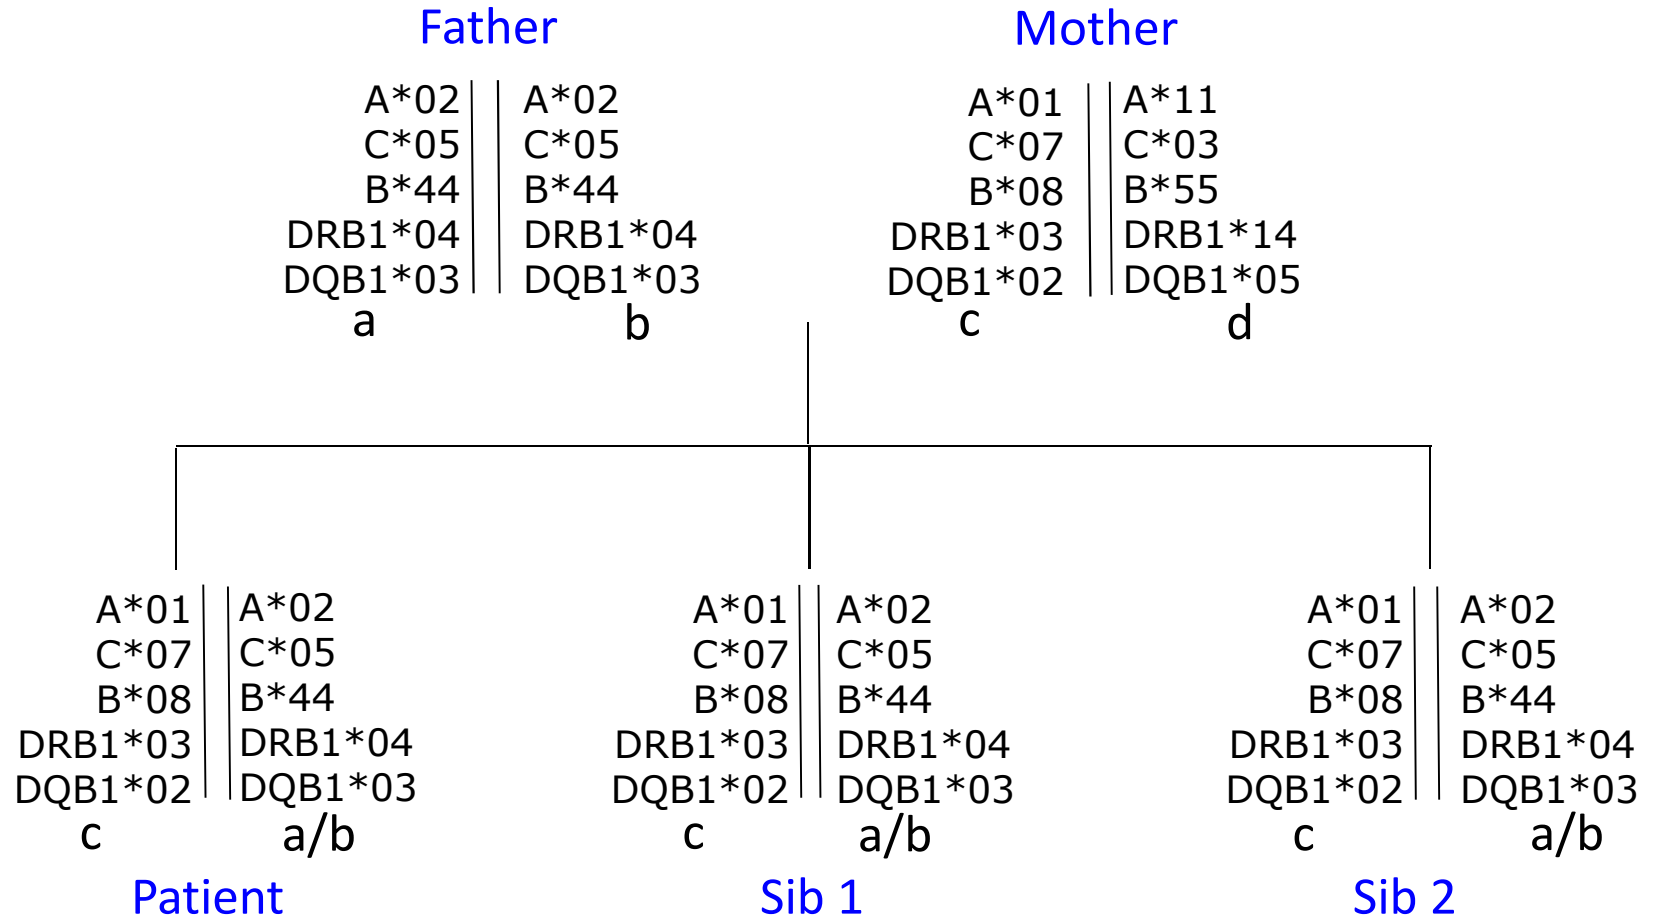 Father Mother
A*02 A*02 A*01 A*11
C*05 C*05 C*07 C*03
B*44 B*44 B*08 B*55
DRB1*04 DRB1*04 DRB1*03 DRB1*14
DQB1*03 DQB1*03 DQB1*02 DQB1*05
a b c d
A*01 A*02 A*01 A*02 A*01 A*02
C*07 C*05 C*07 C*05 C*07 C*05
B*08 B*44 B*08 B*44 B*08 B*44
DRB1*03 DRB1*04 DRB1*03 DRB1*04 DRB1*03 DRB1*04
DQB1*02 DQB1*03 DQB1*02 DQB1*03 DQB1*02 DQB1*03
c a/b c a/b c a/b
Patient Sib 1 Sib 2